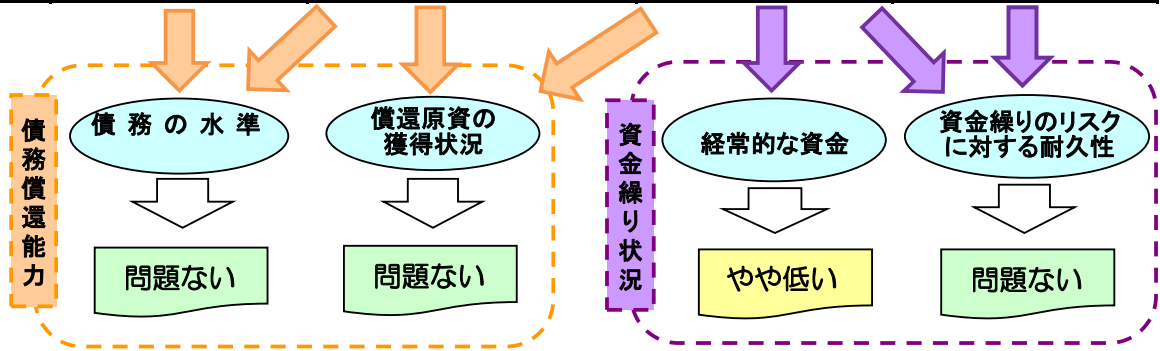 債務償還能力
債務の水準
償還原資の
獲得状況
問題ない
問題ない
資金繰り状況
経常的な資金
資金繰りのリスク
に対する耐久性
やや低い
問題ない